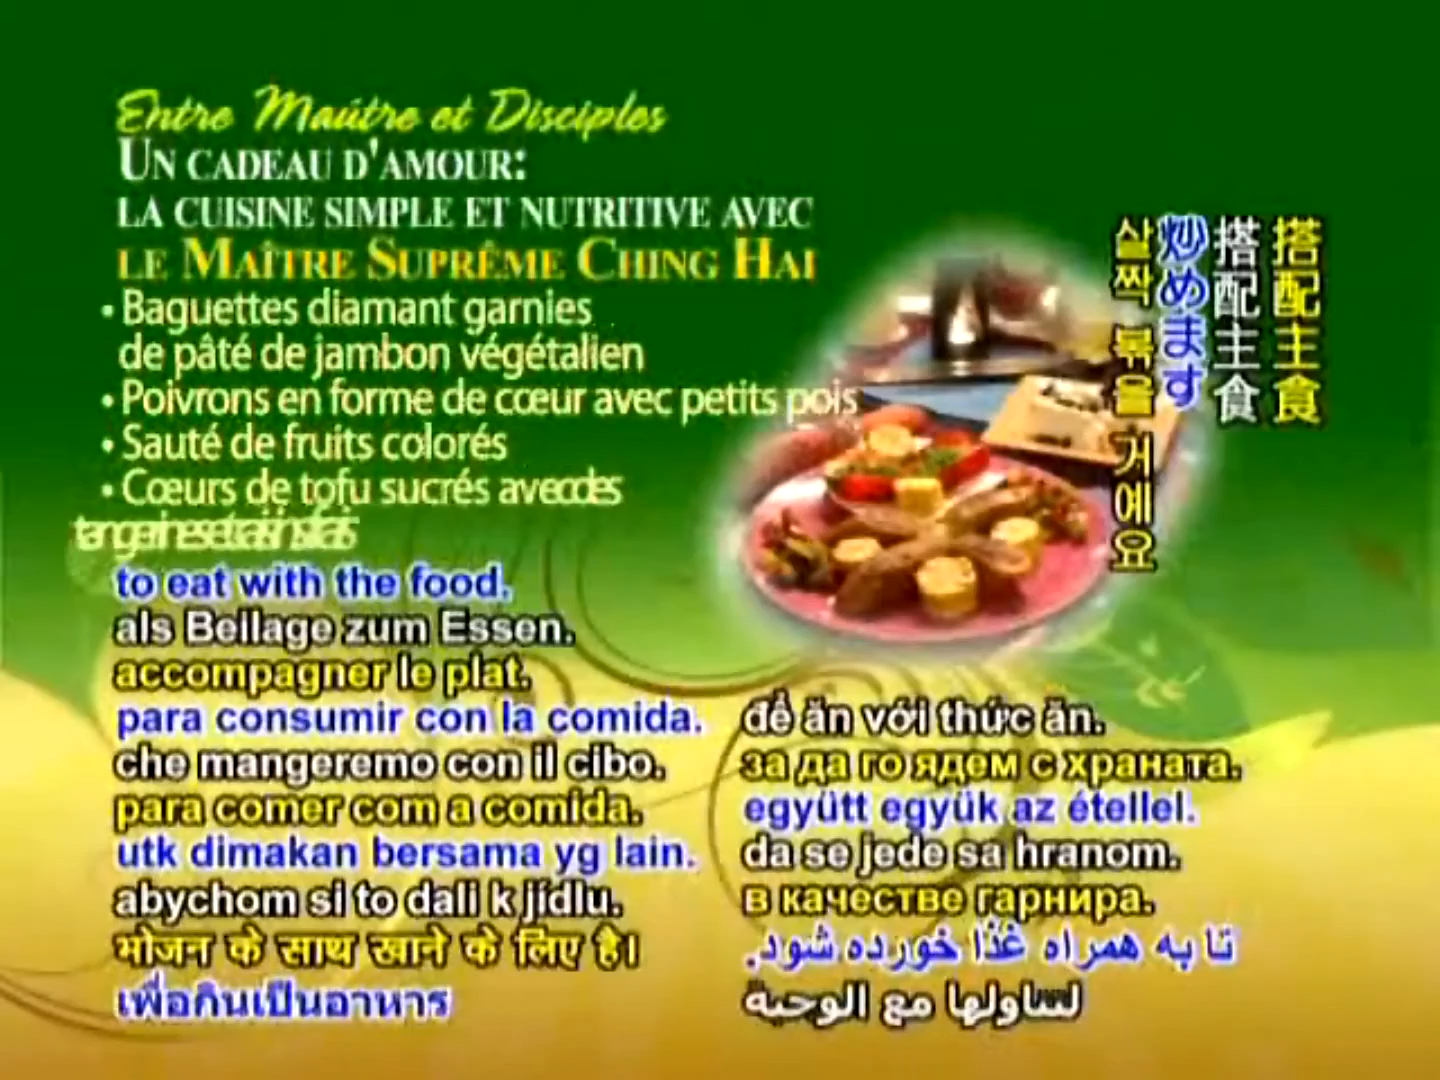 Entre Maútre et Disciples
UN CADEAU D'AMOUR:
LA CUISINE SIMPLE ET NUTRITIVE AVEC
LE MAÎTRE SUPRÊME CHING HAI
• Baguettes diamant garnies
de pâté de jambon végétalien
• Poivrons en forme de cœur avec petits pois
• Sauté de fruits colorés
• Cœurs de tofu sucrés avec des
to eat with the food.
als Beilage zum Essen.
accompagner le plat.
para consumir con la comida.
che mangeremo con il cibo.
para comer com a comida.
utk dimakan bersama yg lain.
abychom si to dali k jídlu.
भोजन के साथ खाने के लिए है।
เพื่อกินเป็นอาหาร
để ăn với thức ăn.
за да го ядем с храната.
együtt együk az étellel.
da se jede sa hranom.
в качестве гарнира.
تا به همراه غذا خورده شود.
مع الوجبة
搭配主食
搭配主食
炒めます
살짝 볶을 거예요